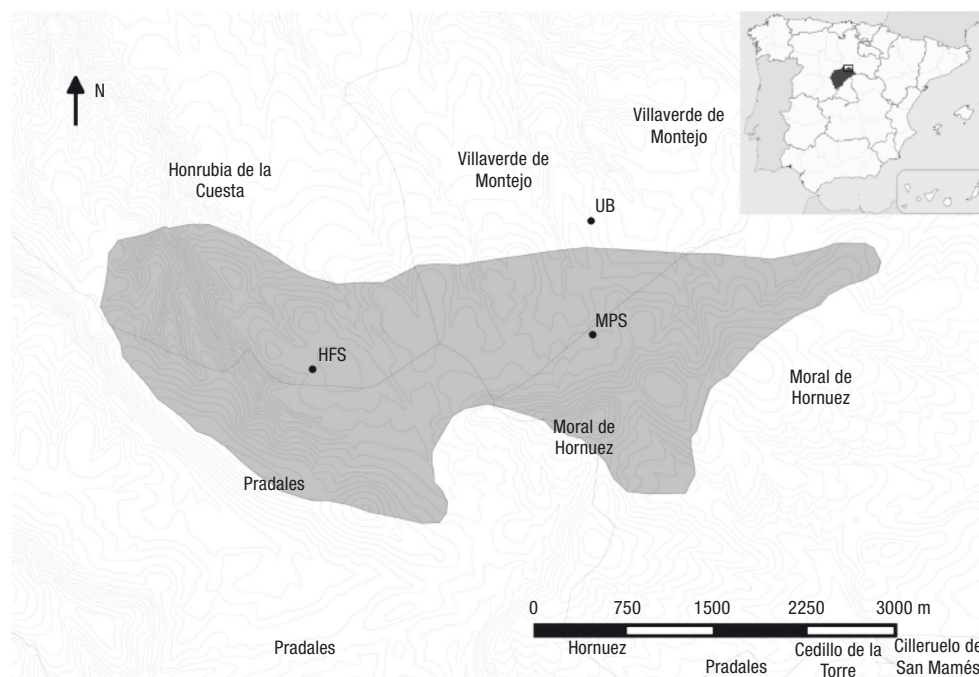 N
Villaverde de
Montejo
Villaverde de
Montejo
Honrubia de la
Cuesta
UB
MPS
HFS
Moral de
Hornuez
Moral de
Hornuez
Pradales
0 750 1500 2250 3000 m
Pradales
Hornuez
Pradales
Cedillo de la
Torre
Cilleruelo de
San Mamés